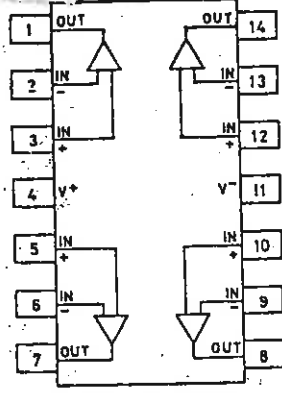 1 OUT OUT 14
2 IN - IN - 13
3 IN + IN + 12
4 V+ V- 11
5 IN + IN + 10
6 IN - IN - 9
7 OUT OUT 8